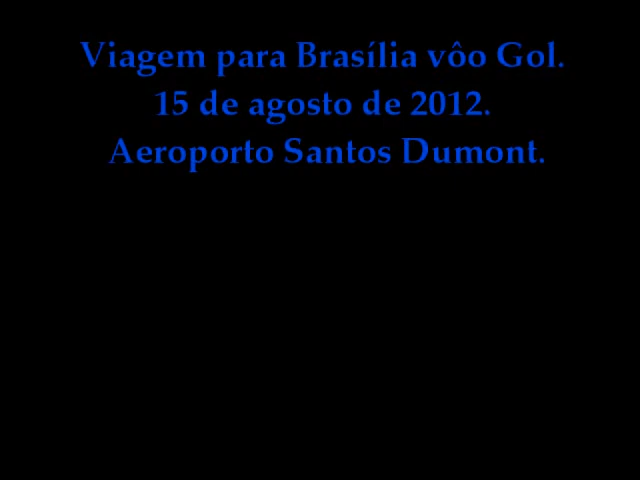 Viagem para Brasília vôo Gol.
15 de agosto de 2012.
Aeroporto Santos Dumont.